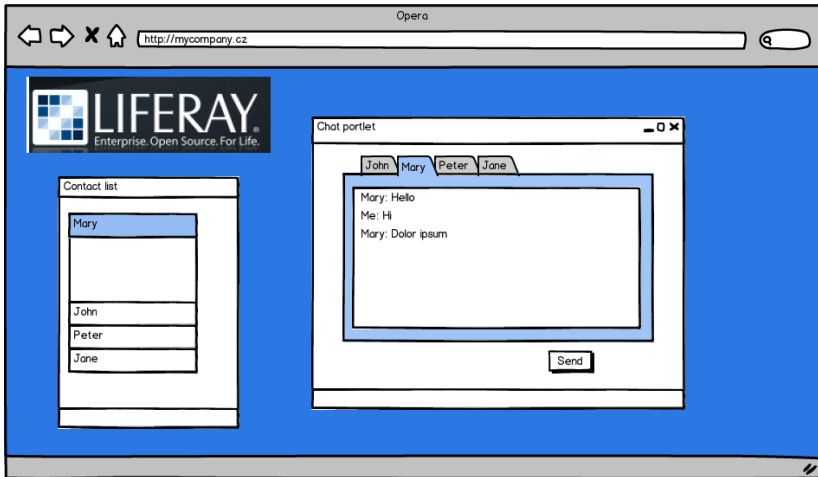 Opera
http://mycompany.cz
LIFERAY.
Enterprise. Open Source. For Life.
Contact list
Mary
John
Peter
Jane
Chat portlet
John
Mary
Peter
Jane
Mary: Hello
Me: Hi
Mary: Dolor ipsum
Send